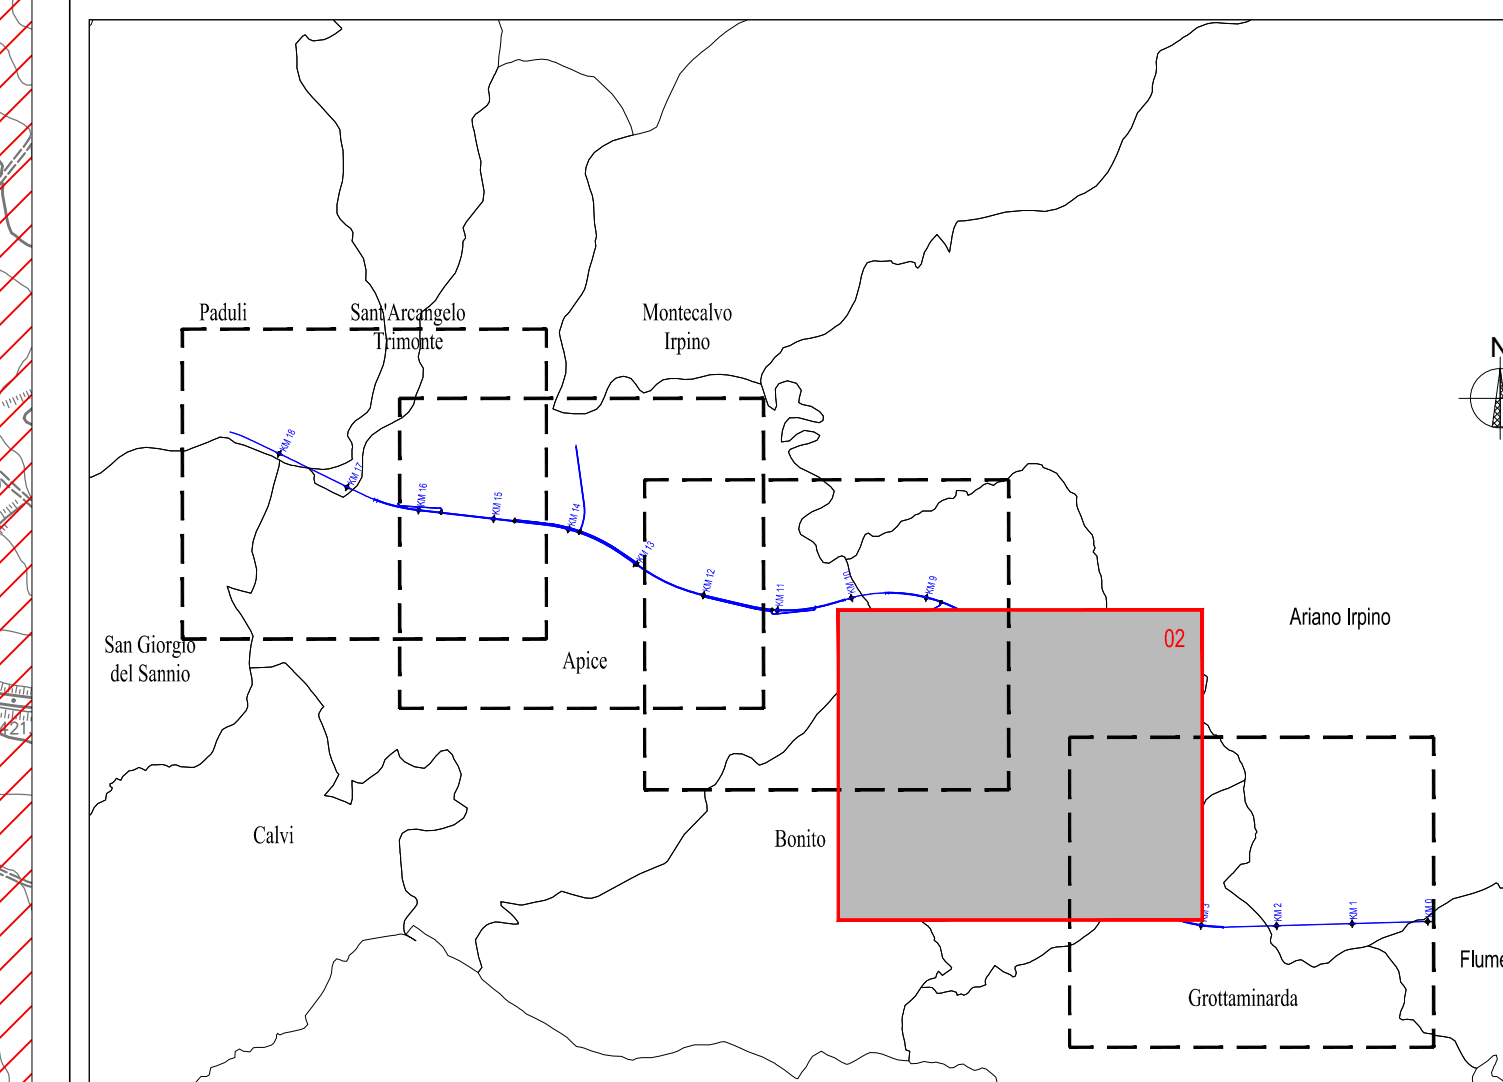 Paduli
Sant'Arcangelo
Trimonte
Montecalvo
Irpino
N
KM 18
KM 17
KM 16
KM 15
KM 14
KM 13
KM 12
KM 11
KM 10
KM 9
Ariano Irpino
02
San Giorgio
del Sannio
Apice
421
Calvi
Bonito
KM 3
KM 2
KM 1
KM 0
Flume
Grottaminarda